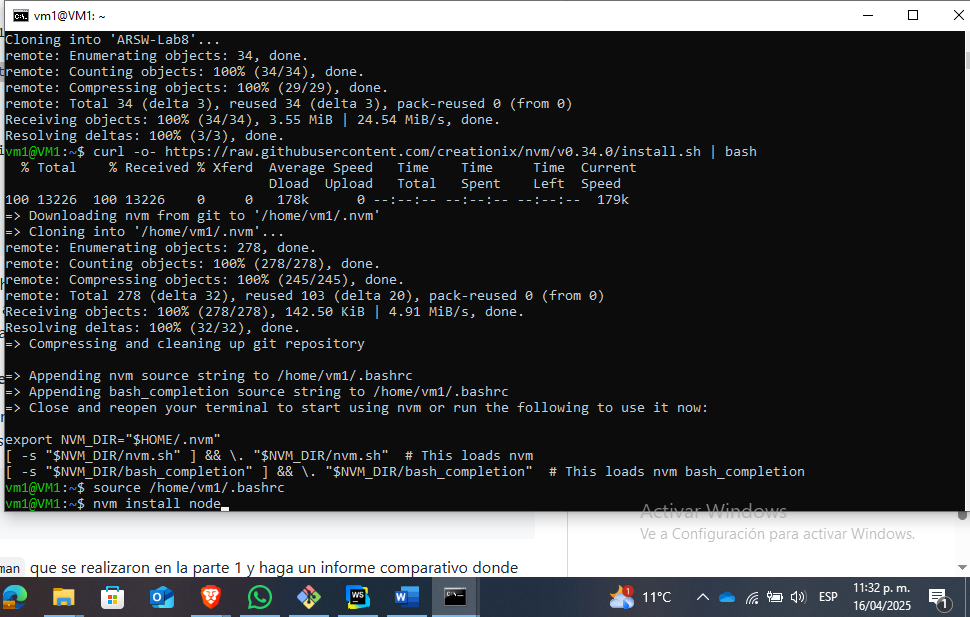 vm1@VM1: ~
Cloning into 'ARSW-Lab8'...
remote: Enumerating objects: 34, done.
remote: Counting objects: 100% (34/34), done.
remote: Compressing objects: 100% (29/29), done.
remote: Total 34 (delta 3), reused 34 (delta 3), pack-reused 0 (from 0)
Receiving objects: 100% (34/34), 3.55 MiB | 24.54 MiB/s, done.
Resolving deltas: 100% (3/3), done.
vm1@VM1:~$ curl -o- https://raw.githubusercontent.com/creationix/nvm/v0.34.0/install.sh | bash
  % Total    % Received % Xferd  Average Speed   Time    Time     Time  Current
                                 Dload  Upload   Total   Spent    Left  Speed
100 13226  100 13226    0     0   178k      0 --:--:-- --:--:-- --:--:--  179k
=> Downloading nvm from git to '/home/vm1/.nvm'
=> Cloning into '/home/vm1/.nvm'...
remote: Enumerating objects: 278, done.
remote: Counting objects: 100% (278/278), done.
remote: Compressing objects: 100% (245/245), done.
remote: Total 278 (delta 32), reused 103 (delta 20), pack-reused 0 (from 0)
Receiving objects: 100% (278/278), 142.50 KiB | 4.91 MiB/s, done.
Resolving deltas: 100% (32/32), done.
=> Compressing and cleaning up git repository
=> Appending nvm source string to /home/vm1/.bashrc
=> Appending bash_completion source string to /home/vm1/.bashrc
=> Close and reopen your terminal to start using nvm or run the following to use it now:
export NVM_DIR="$HOME/.nvm"
[ -s "$NVM_DIR/nvm.sh" ] && \. "$NVM_DIR/nvm.sh"  # This loads nvm
[ -s "$NVM_DIR/bash_completion" ] && \. "$NVM_DIR/bash_completion"  # This loads nvm bash_completion
vm1@VM1:~$ source /home/vm1/.bashrc
vm1@VM1:~$ nvm install node
Activar Windows
Ve a Configuración para activar Windows.
man que se realizaron en la parte 1 y haga un informe comparativo donde
WS
W
1
11°C
ESP
11:32 p. m.
16/04/2025
1